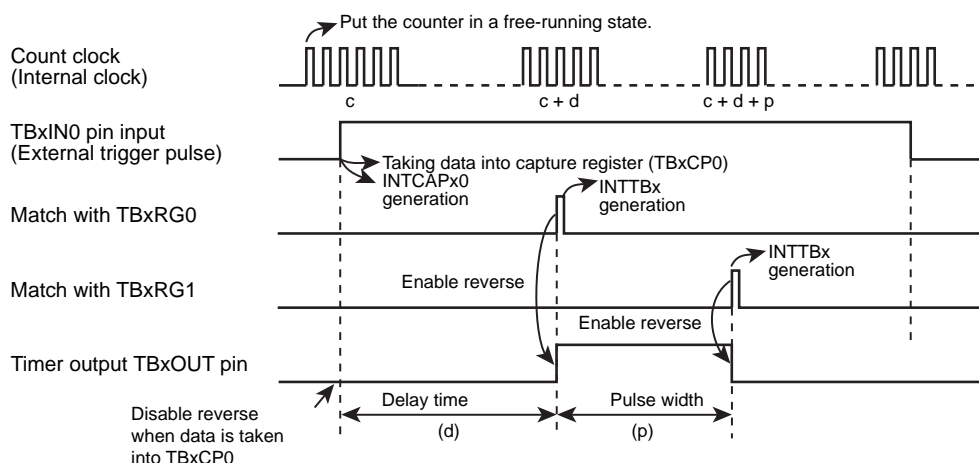 Put the counter in a free-running state.
Count clock
(Internal clock)
c
c + d
c + d + p
TBxIN0 pin input
(External trigger pulse)
Taking data into capture register (TBxCP0)
INTCAPx0
generation
INTTBx
generation
Match with TBxRG0
INTTBx
generation
Enable reverse
Match with TBxRG1
Enable reverse
Timer output TBxOUT pin
Disable reverse
when data is taken
into TBxCP0
Delay time
(d)
Pulse width
(p)